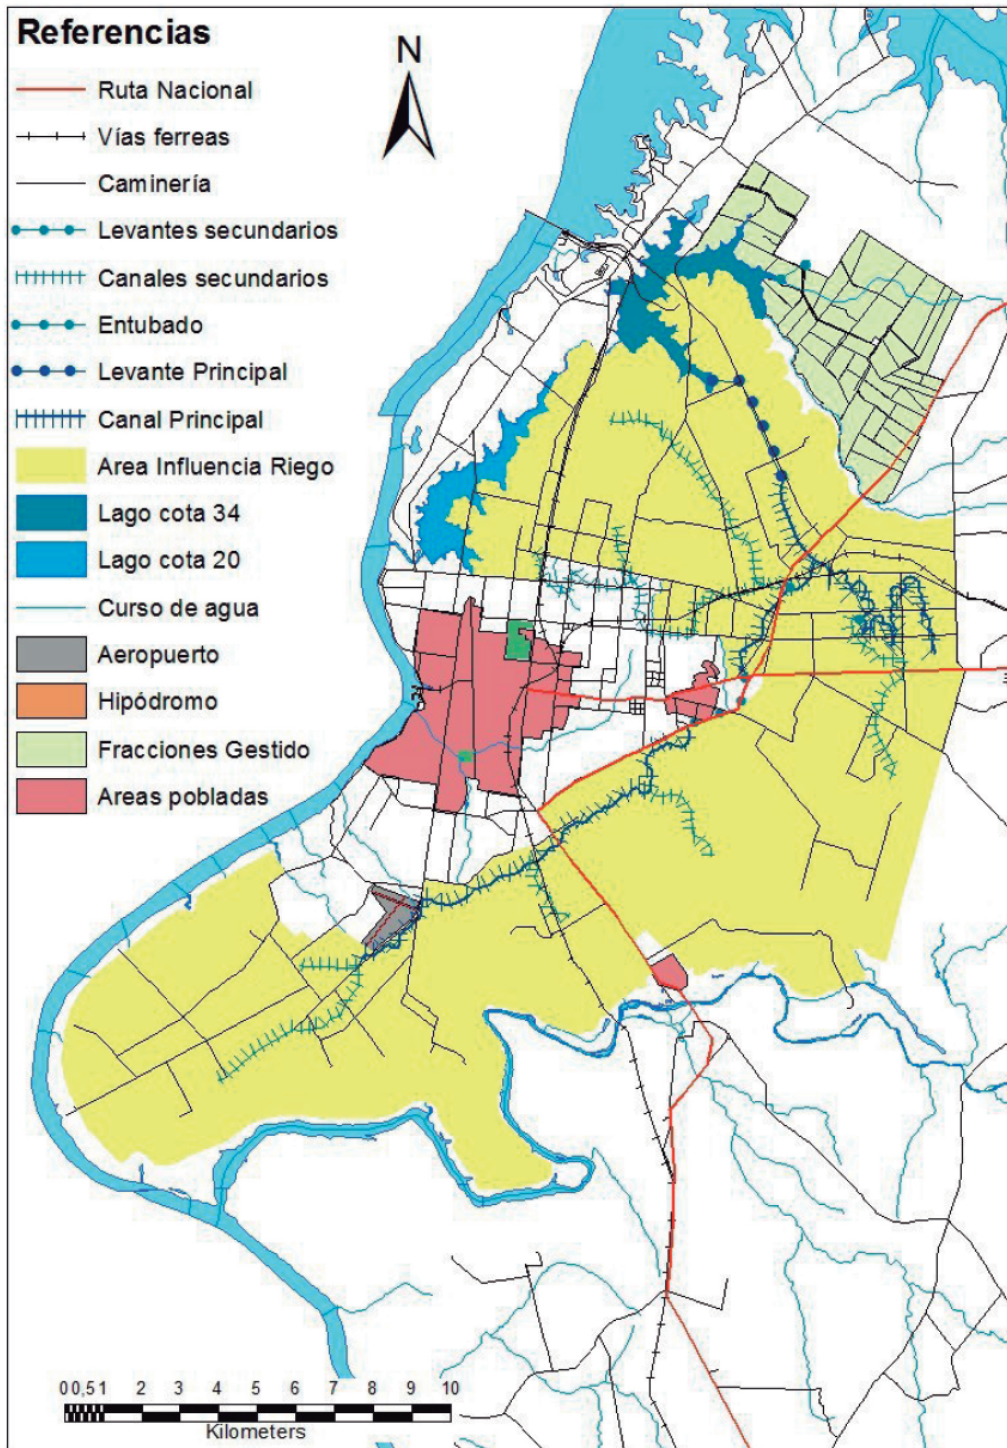 Referencias
N
Ruta Nacional
Vías ferreas
Caminería
Levantes secundarios
Canales secundarios
Entubado
Levante Principal
Canal Principal
Area Influencia Riego
Lago cota 34
Lago cota 20
Curso de agua
Aeropuerto
Hipódromo
Fracciones Gestido
Areas pobladas
0 0,5 1 2 3 4 5 6 7 8 9 10
Kilometers